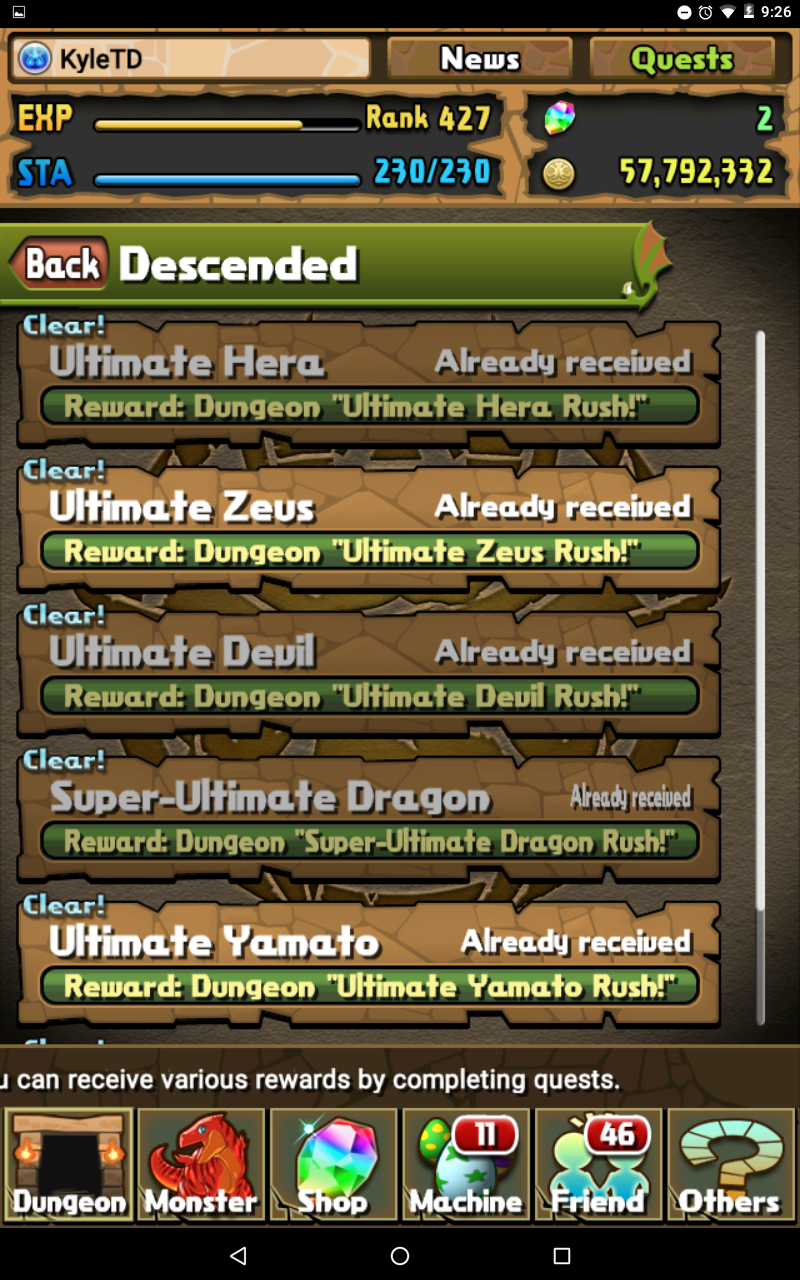 9:26
KyleTD
News
Quests
EXP
Rank 427
2
STA
230/230
57,792,332
Back
Descended
Clear!
Ultimate Hera Already received
Reward: Dungeon "Ultimate Hera Rush!"
Clear!
Ultimate Zeus Already received
Reward: Dungeon "Ultimate Zeus Rush!"
Clear!
Ultimate Devil Already received
Reward: Dungeon "Ultimate Devil Rush!"
Clear!
Super-Ultimate Dragon Already received
Reward: Dungeon "Super-Ultimate Dragon Rush!"
Clear!
Ultimate Yamato Already received
Reward: Dungeon "Ultimate Yamato Rush!"
u can receive various rewards by completing quests.
11
46
Dungeon
Monster
Shop
Machine
Friend
Others